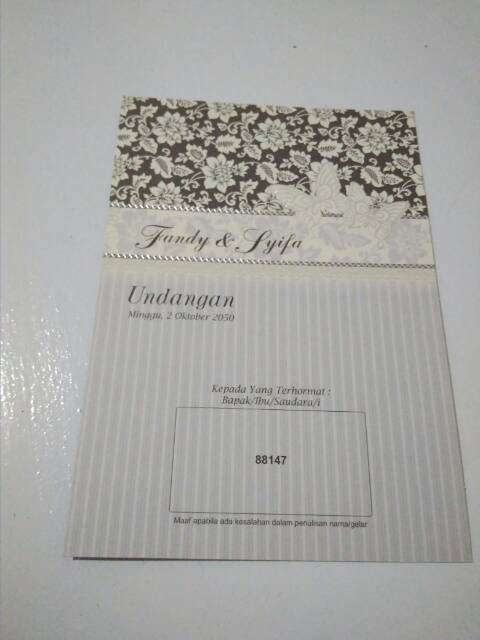 Fandy & Syifa
Undangan
Minggu, 2 Oktober 2050
Kepada Yang Terhormat :
Bapak/Ibu/Saudara/i
88147
Maaf apabila ada kesalahan dalam penulisan nama/gelar